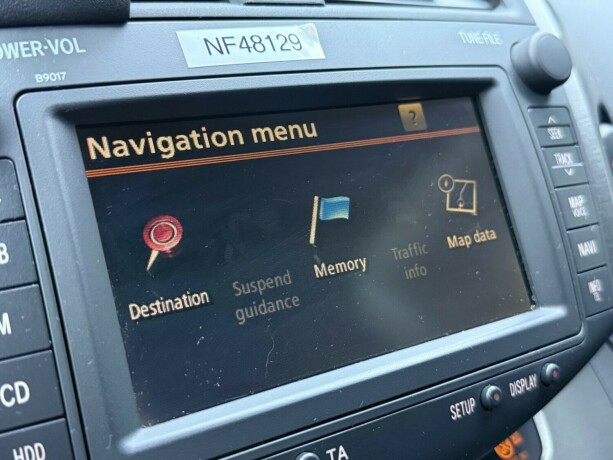 POWER·VOL
NF48129
TUNE·FILE
B9017
Navigation menu
?
SEEK
TRACK
MAP
VOICE
NAVI
INFO
Destination
Suspend
guidance
Memory
Traffic
info
Map data
B
M
CD
HDD
SETUP
DISPLAY
TA